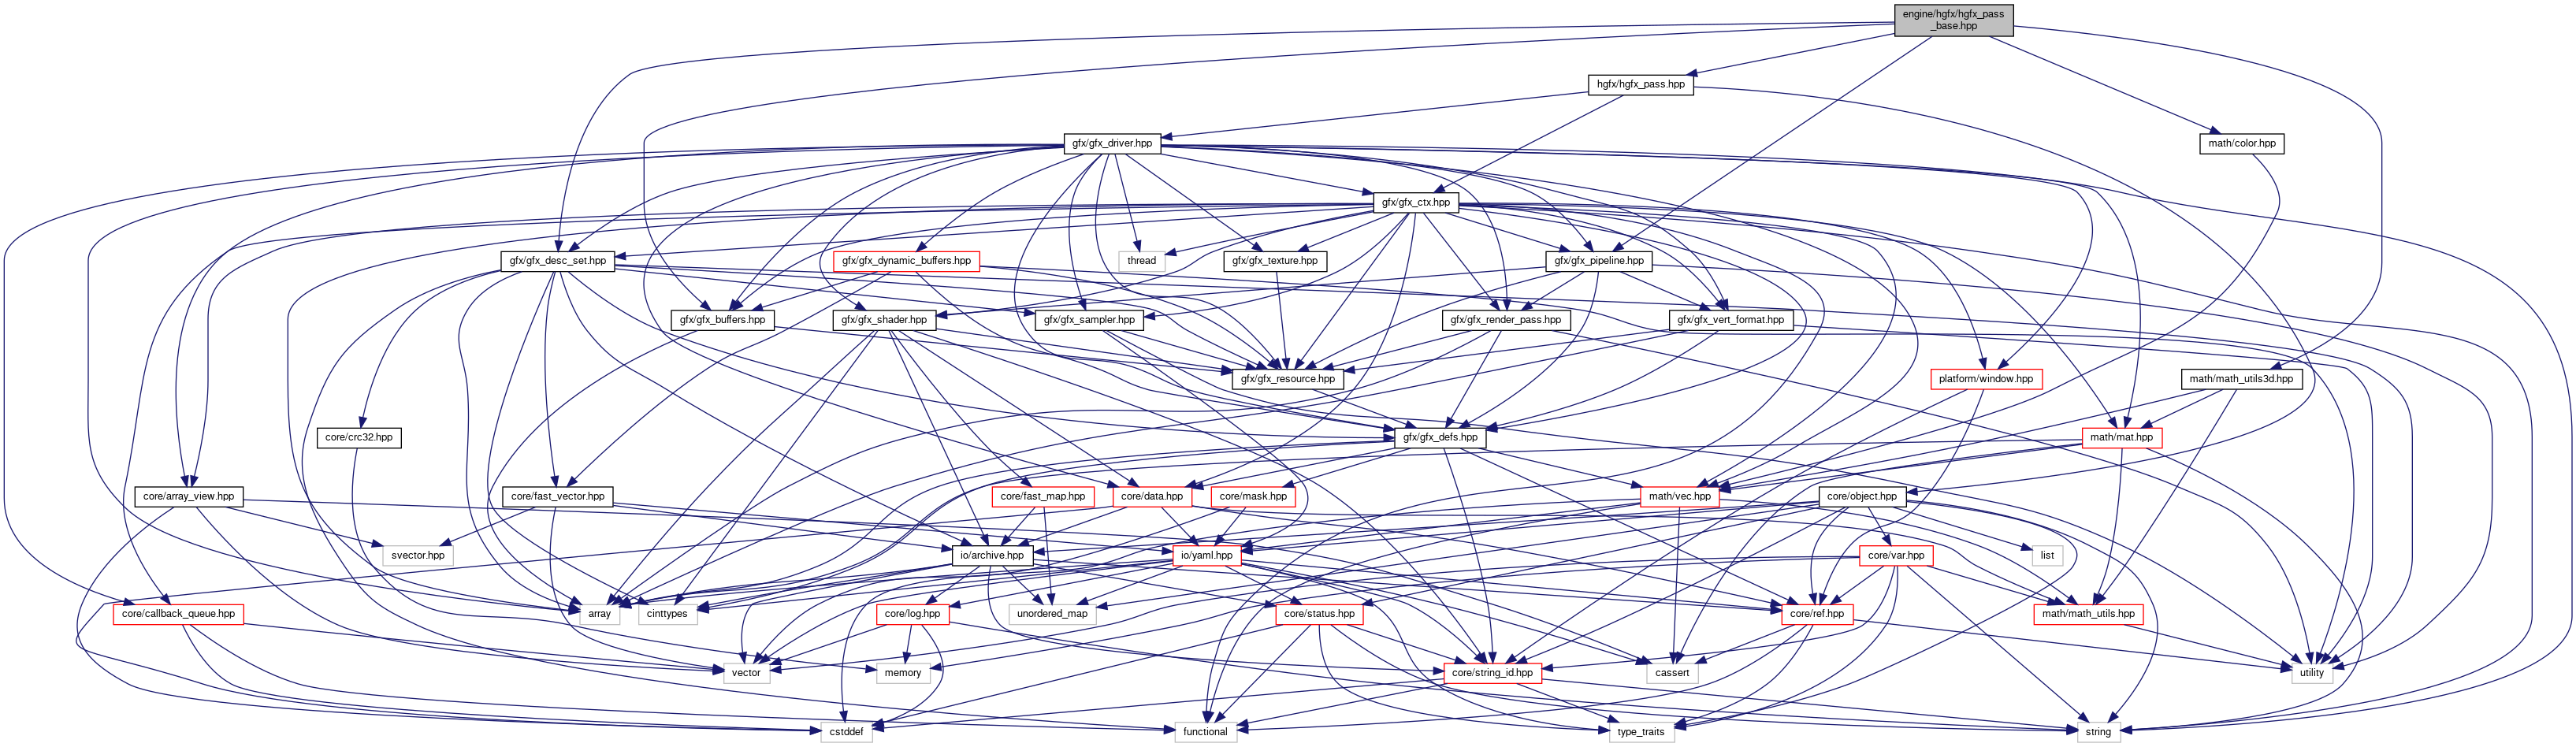 engine/hgfx/hgfx_pass
_base.hpp
hgfx/hgfx_pass.hpp
gfx/gfx_driver.hpp
math/color.hpp
gfx/gfx_ctx.hpp
gfx/gfx_desc_set.hpp
gfx/gfx_dynamic_buffers.hpp
thread
gfx/gfx_texture.hpp
gfx/gfx_pipeline.hpp
gfx/gfx_buffers.hpp
gfx/gfx_shader.hpp
gfx/gfx_sampler.hpp
gfx/gfx_render_pass.hpp
gfx/gfx_vert_format.hpp
gfx/gfx_resource.hpp
platform/window.hpp
math/math_utils3d.hpp
core/crc32.hpp
gfx/gfx_defs.hpp
math/mat.hpp
core/array_view.hpp
core/fast_vector.hpp
core/fast_map.hpp
core/data.hpp
core/mask.hpp
math/vec.hpp
core/object.hpp
svector.hpp
io/archive.hpp
io/yaml.hpp
core/var.hpp
list
core/callback_queue.hpp
array
cinttypes
core/log.hpp
unordered_map
core/status.hpp
core/ref.hpp
math/math_utils.hpp
vector
memory
core/string_id.hpp
cassert
utility
cstddef
functional
type_traits
string